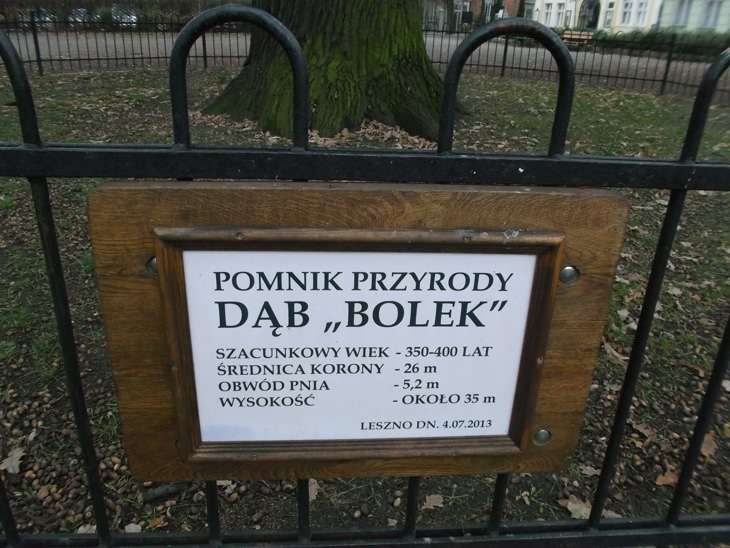 POMNIK PRZYRODY
DĄB „BOLEK”
SZACUNKOWY WIEK - 350-400 LAT
ŚREDNICA KORONY - 26 m
OBWÓD PNIA - 5,2 m
WYSOKOŚĆ - OKOŁO 35 m
LESZNO DN. 4.07.2013